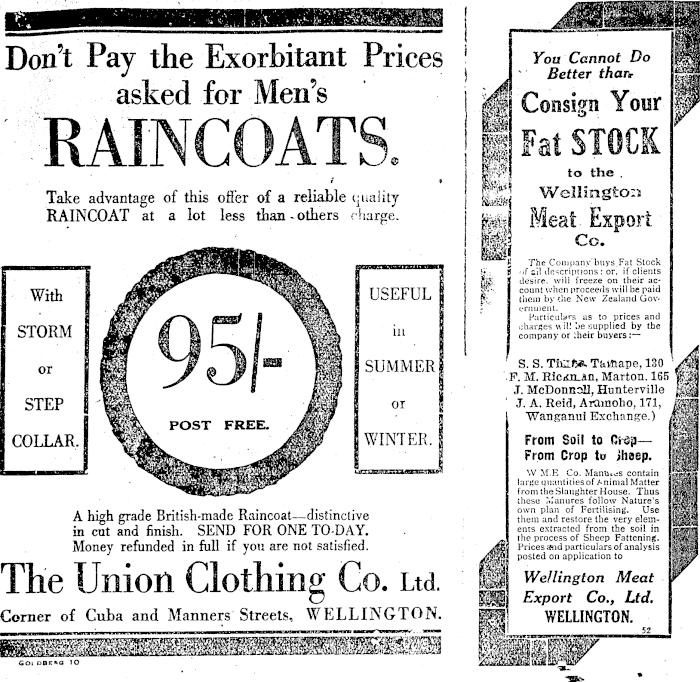 Don't Pay the Exorbitant Prices
asked for Men's
RAINCOATS.
Take advantage of this offer of a reliable quality
RAINCOAT at a lot less than others charge.
With
STORM
or
STEP
COLLAR.
95/-
POST FREE.
USEFUL
in
SUMMER
or
WINTER.
A high grade British-made Raincoat—distinctive
in cut and finish. SEND FOR ONE TO-DAY.
Money refunded in full if you are not satisfied.
The Union Clothing Co. Ltd.
Corner of Cuba and Manners Streets, WELLINGTON.
GOLDBERG 10
You Cannot Do
Better than
Consign Your
Fat STOCK
to the
Wellington
Meat Export
Co.
The Company buys Fat Stock
of all descriptions: or, if clients
desire, will freeze on their ac-
count when proceeds will be paid
them by the New Zealand Gov-
ernment.
Particulars as to prices and
charges will be supplied by the
company or their buyers:—
S. S. Taihape, 130
F. M. Rickman, Marton, 165
J. McDonnell, Hunterville
J. A. Reid, Aramoho, 171,
Wanganui Exchange.)
From Soil to Crop—
From Crop to Sheep.
W M E Co. Manures contain
large quantities of Animal Matter
from the Slaughter House. Thus
these Manures follow Nature's
own plan of Fertilising. Use
them and restore the very elem-
ents extracted from the soil in
the process of Sheep Fattening.
Prices and particulars of analysis
posted on application to
Wellington Meat
Export Co., Ltd.
WELLINGTON.
52